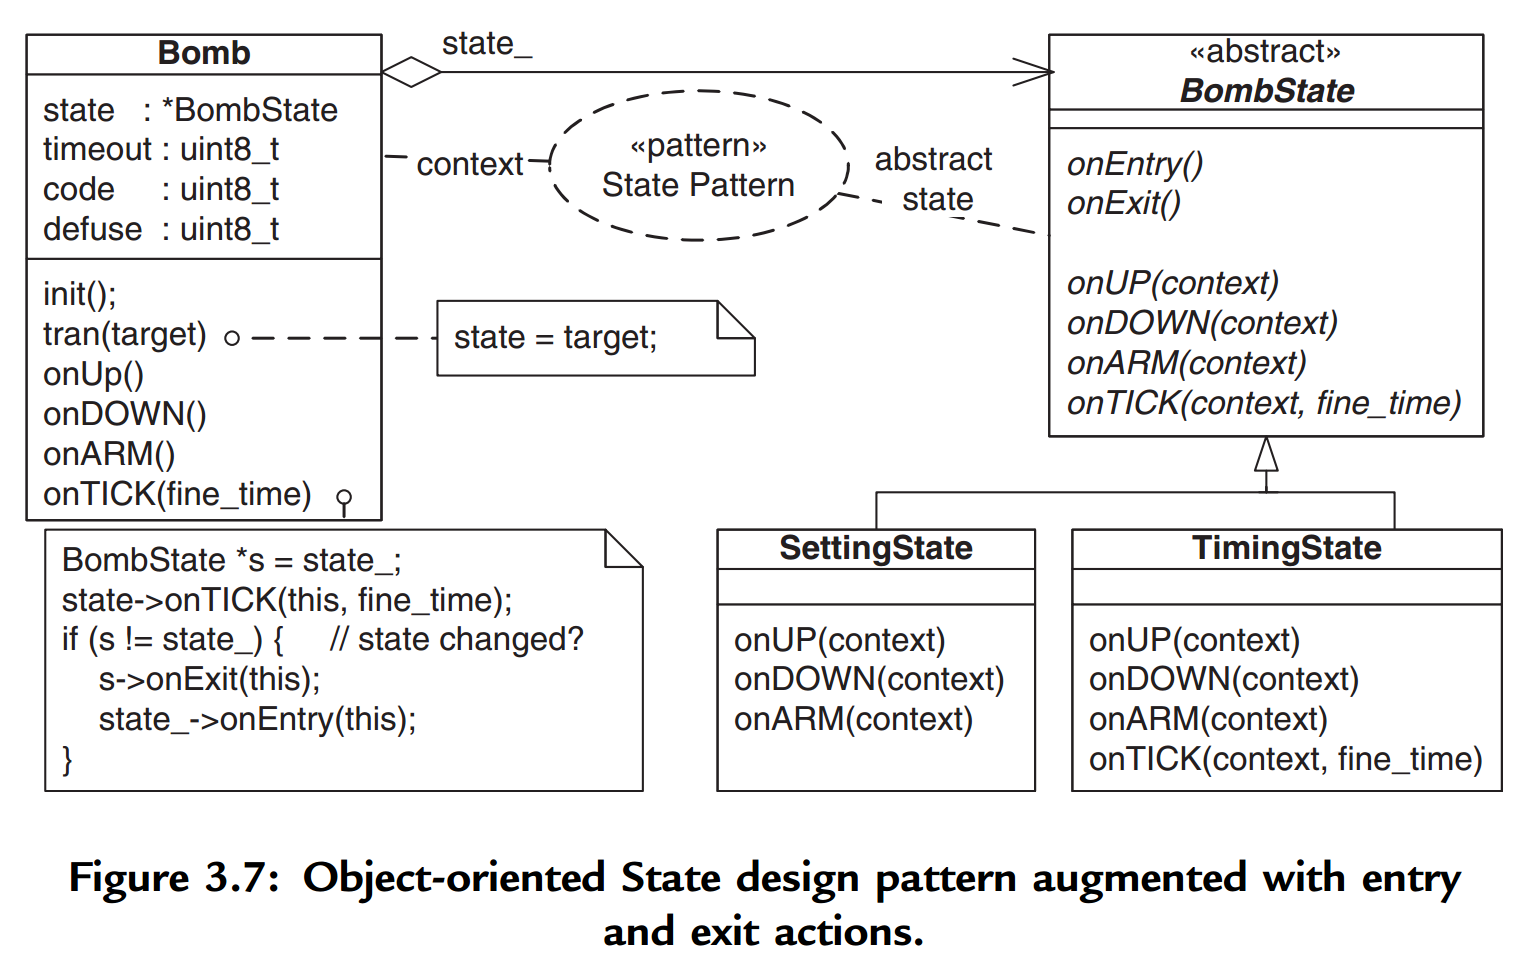 Bomb
state : *BombState
timeout : uint8_t
code : uint8_t
defuse : uint8_t
init();
tran(target)
onUp()
onDOWN()
onARM()
onTICK(fine_time)
state_
context
«pattern»
State Pattern
abstract
state
state = target;
«abstract»
BombState
onEntry()
onExit()
onUP(context)
onDOWN(context)
onARM(context)
onTICK(context, fine_time)
BombState *s = state_;
state->onTICK(this, fine_time);
if (s != state_) { // state changed?
s->onExit(this);
state_->onEntry(this);
}
SettingState
onUP(context)
onDOWN(context)
onARM(context)
TimingState
onUP(context)
onDOWN(context)
onARM(context)
onTICK(context, fine_time)
Figure 3.7: Object-oriented State design pattern augmented with entry
and exit actions.